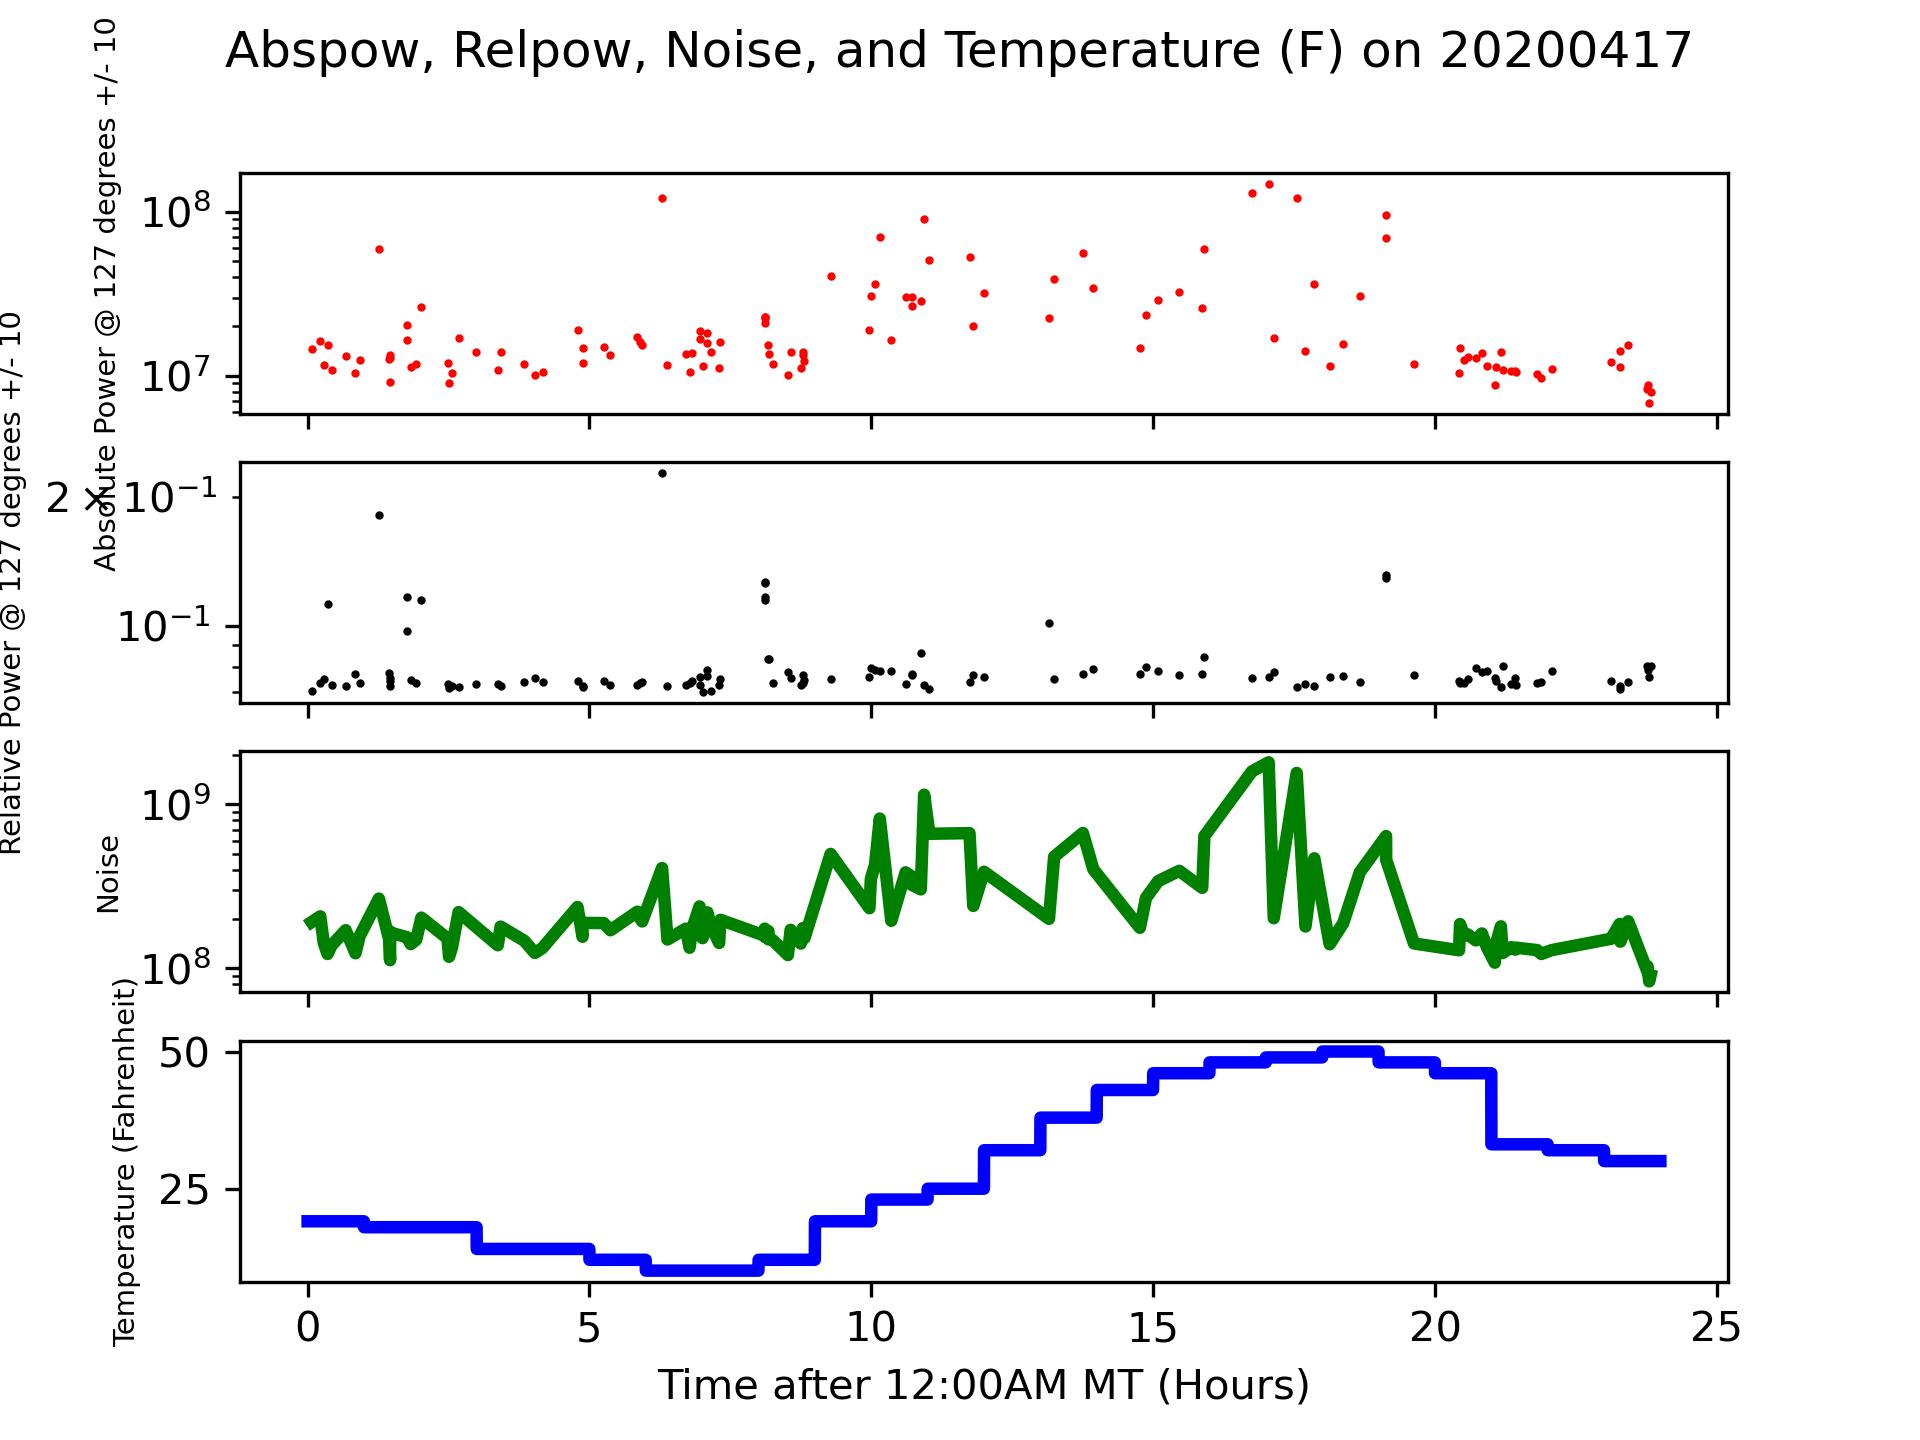 Abspow, Relpow, Noise, and Temperature (F) on 20200417
Absolute Power @ 127 degrees +/- 10
10⁸
10⁷
Relative Power @ 127 degrees +/- 10
2 × 10⁻¹
10⁻¹
Noise
10⁹
10⁸
Temperature (Fahrenheit)
50
25
0 5 10 15 20 25
Time after 12:00AM MT (Hours)